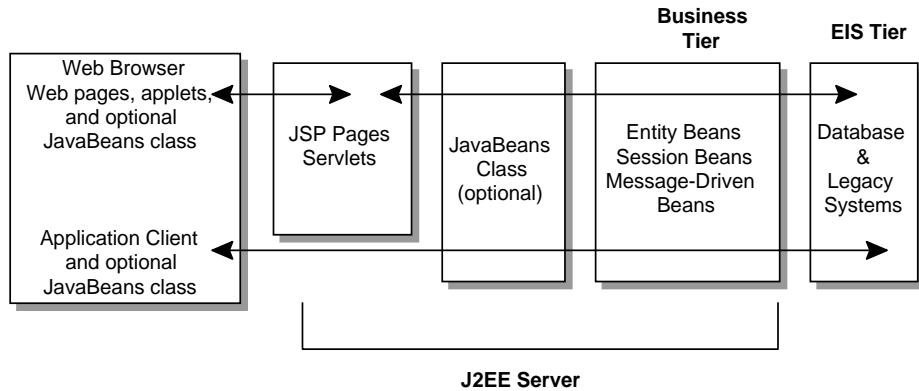 Business
Tier
EIS Tier
Web Browser
Web pages, applets,
and optional
JavaBeans class
Application Client
and optional
JavaBeans class
JSP Pages
Servlets
JavaBeans
Class
(optional)
Entity Beans
Session Beans
Message-Driven
Beans
Database
&
Legacy
Systems
J2EE Server